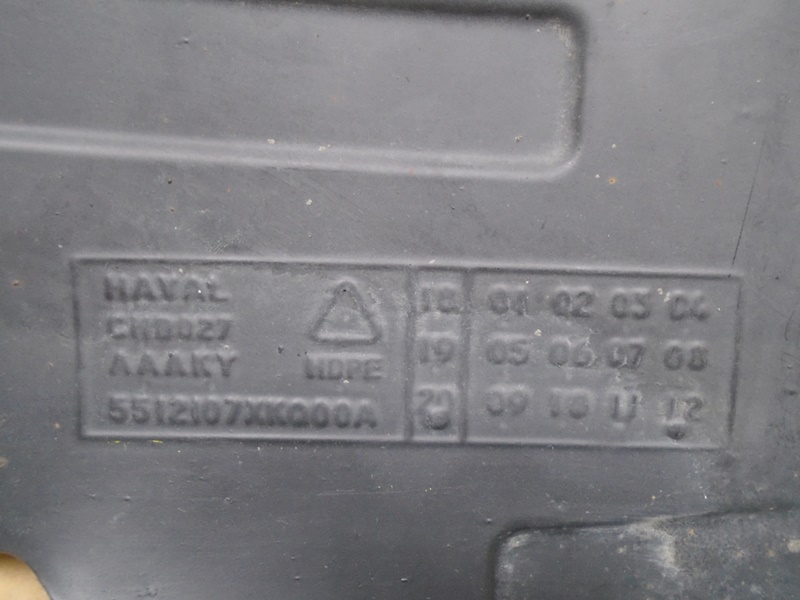 HAVAL
CHB027
AAAKY
HDPE
5512107XKQ00A
18 01 02 03 04
19 05 06 07 08
20 09 10 11 12